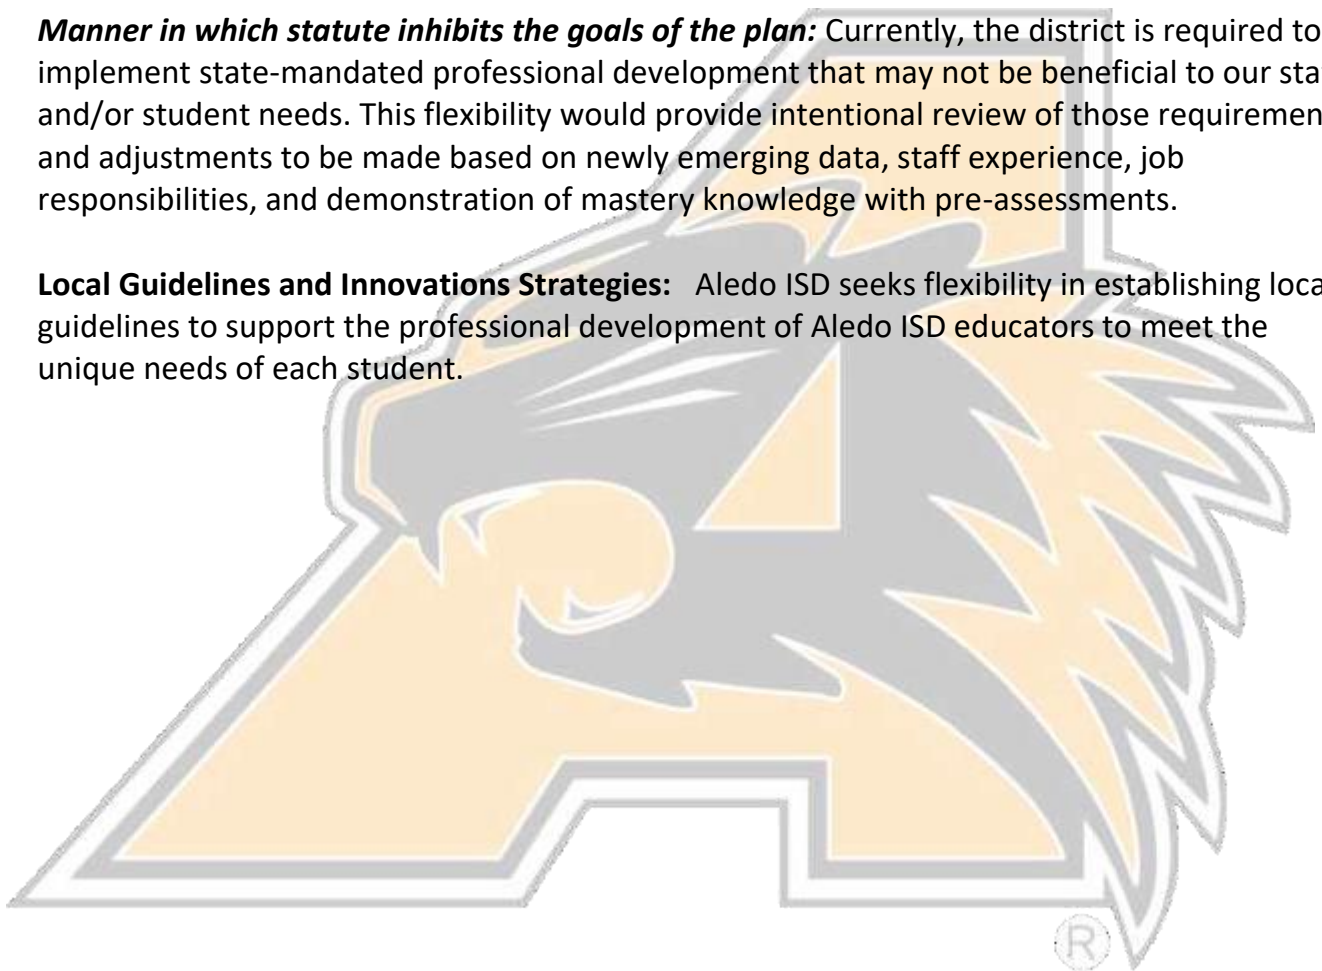 Manner in which statute inhibits the goals of the plan: Currently, the district is required to
implement state-mandated professional development that may not be beneficial to our sta
and/or student needs. This flexibility would provide intentional review of those requiremen
and adjustments to be made based on newly emerging data, staff experience, job
responsibilities, and demonstration of mastery knowledge with pre-assessments.
Local Guidelines and Innovations Strategies: Aledo ISD seeks flexibility in establishing loca
guidelines to support the professional development of Aledo ISD educators to meet the
unique needs of each student.
®